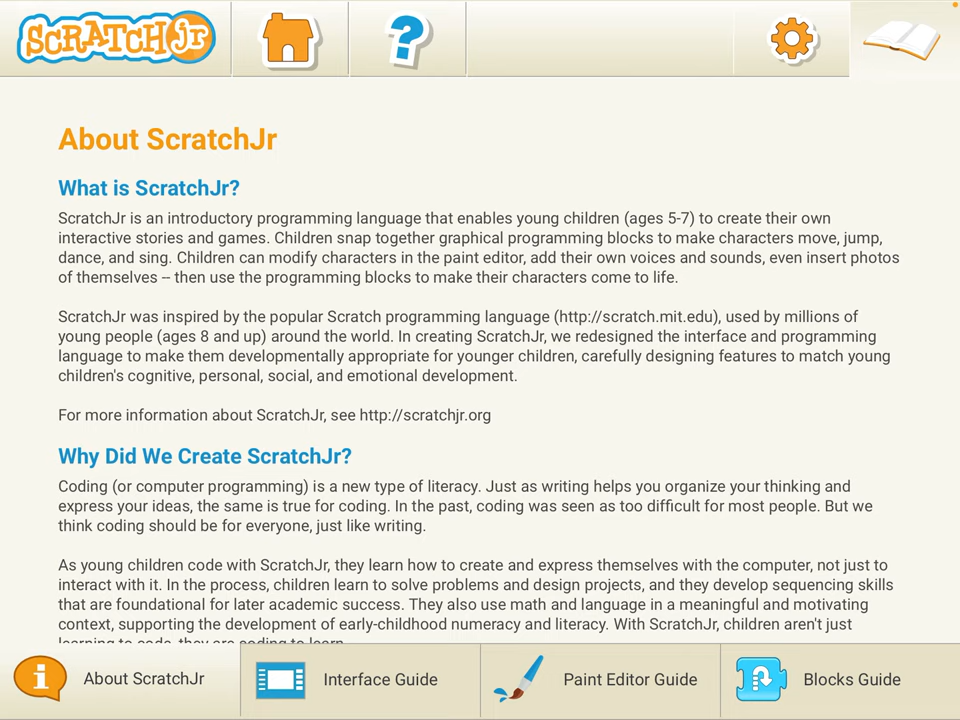 SCRATCH Jr
?
About ScratchJr
What is ScratchJr?
ScratchJr is an introductory programming language that enables young children (ages 5-7) to create their own
interactive stories and games. Children snap together graphical programming blocks to make characters move, jump,
dance, and sing. Children can modify characters in the paint editor, add their own voices and sounds, even insert photos
of themselves -- then use the programming blocks to make their characters come to life.
ScratchJr was inspired by the popular Scratch programming language (http://scratch.mit.edu), used by millions of
young people (ages 8 and up) around the world. In creating ScratchJr, we redesigned the interface and programming
language to make them developmentally appropriate for younger children, carefully designing features to match young
children's cognitive, personal, social, and emotional development.
For more information about ScratchJr, see http://scratchjr.org
Why Did We Create ScratchJr?
Coding (or computer programming) is a new type of literacy. Just as writing helps you organize your thinking and
express your ideas, the same is true for coding. In the past, coding was seen as too difficult for most people. But we
think coding should be for everyone, just like writing.
As young children code with ScratchJr, they learn how to create and express themselves with the computer, not just to
interact with it. In the process, children learn to solve problems and design projects, and they develop sequencing skills
that are foundational for later academic success. They also use math and language in a meaningful and motivating
context, supporting the development of early-childhood numeracy and literacy. With ScratchJr, children aren't just
learning to code, they are coding to learn.
i About ScratchJr
Interface Guide
Paint Editor Guide
Blocks Guide